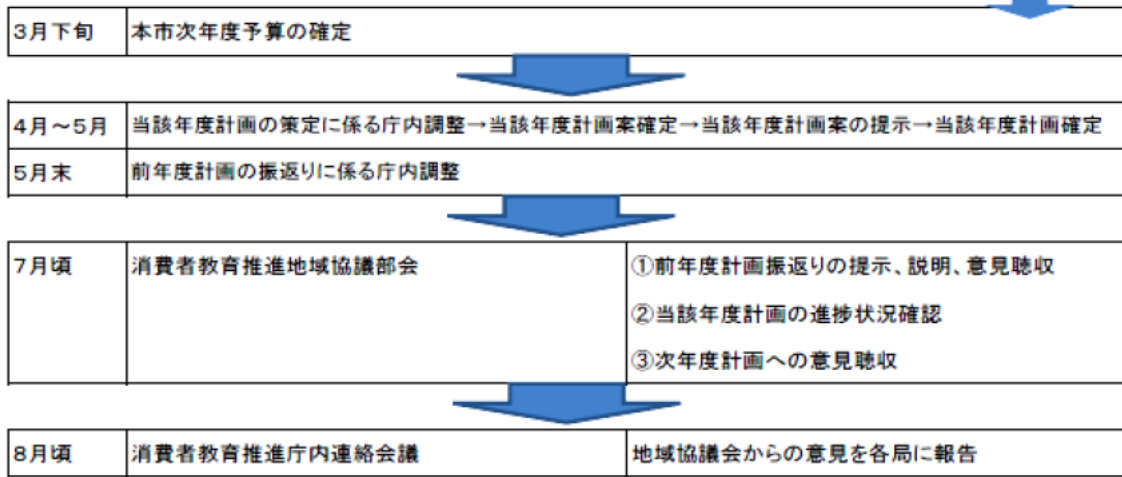 3月下旬 本市次年度予算の確定
4月～5月 当該年度計画の策定に係る庁内調整→当該年度計画案確定→当該年度計画案の提示→当該年度計画確定
5月末 前年度計画の振返りに係る庁内調整
7月頃 消費者教育推進地域協議部会 ①前年度計画振返りの提示、説明、意見聴収
②当該年度計画の進捗状況確認
③次年度計画への意見聴収
8月頃 消費者教育推進庁内連絡会議 地域協議会からの意見を各局に報告